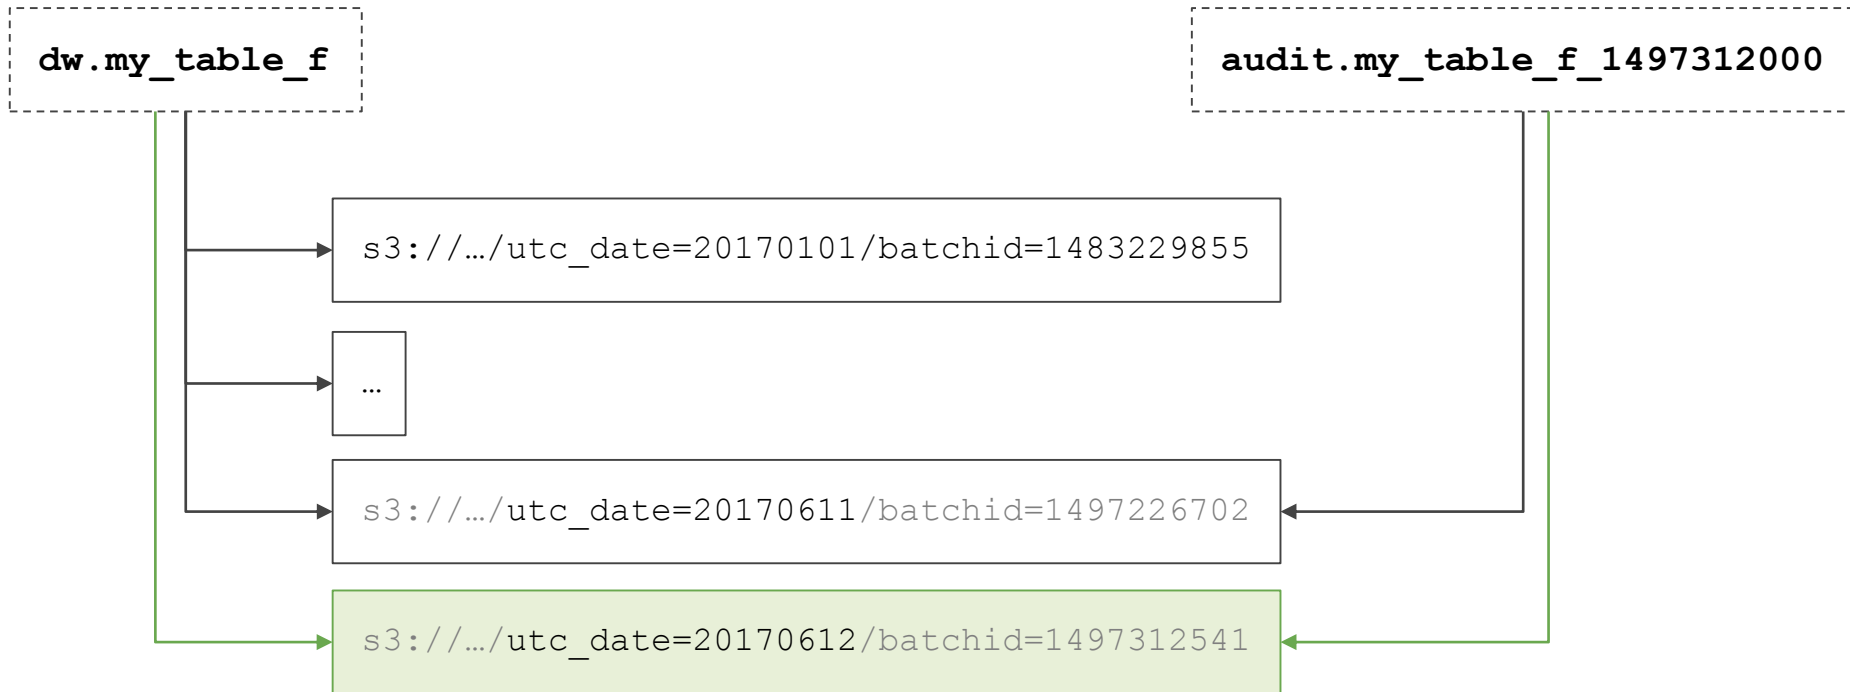 dw.my_table_f
audit.my_table_f_1497312000
s3://…/utc_date=20170101/batchid=1483229855
…
s3://…/utc_date=20170611/batchid=1497226702
s3://…/utc_date=20170612/batchid=1497312541